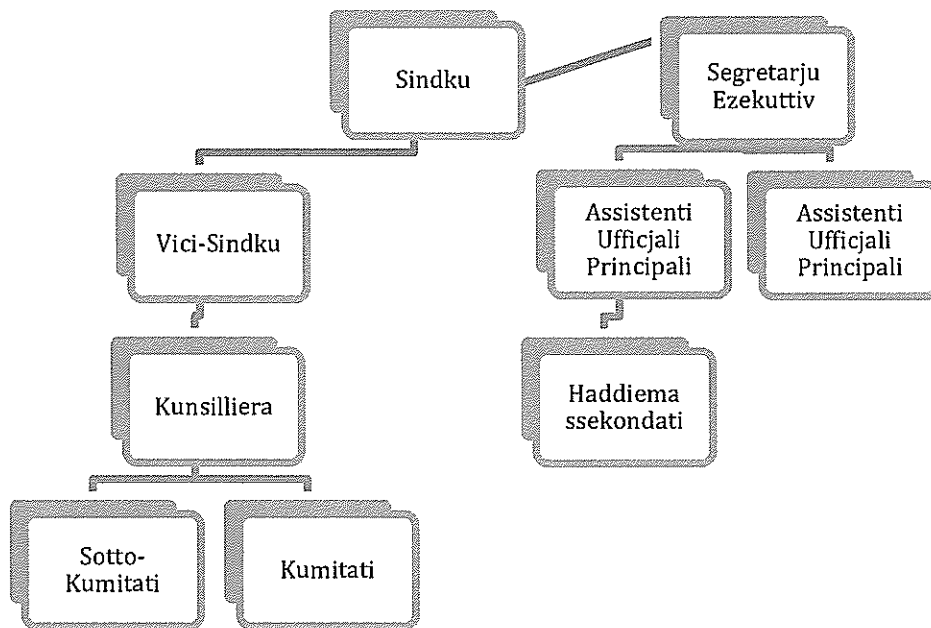 Sindku
Segretarju
Ezekuttiv
Vici-Sindku
Assistenti
Ufficjali
Principali
Assistenti
Ufficjali
Principali
Kunsilliera
Haddiema
ssekondati
Sotto-
Kumitati
Kumitati